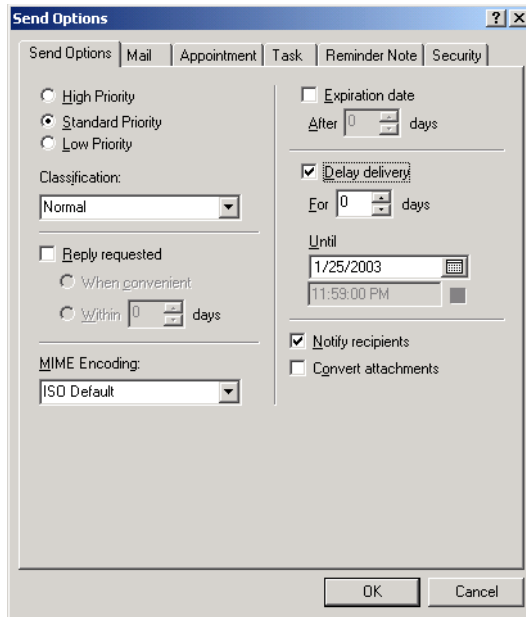 Send Options
Send Options Mail Appointment Task Reminder Note Security
High Priority
Standard Priority
Low Priority
Classification:
Normal
Reply requested
When convenient
Within 0 days
MIME Encoding:
ISO Default
Expiration date
After 0 days
Delay delivery
For 0 days
Until
1/25/2003
11:59:00 PM
Notify recipients
Convert attachments
OK Cancel